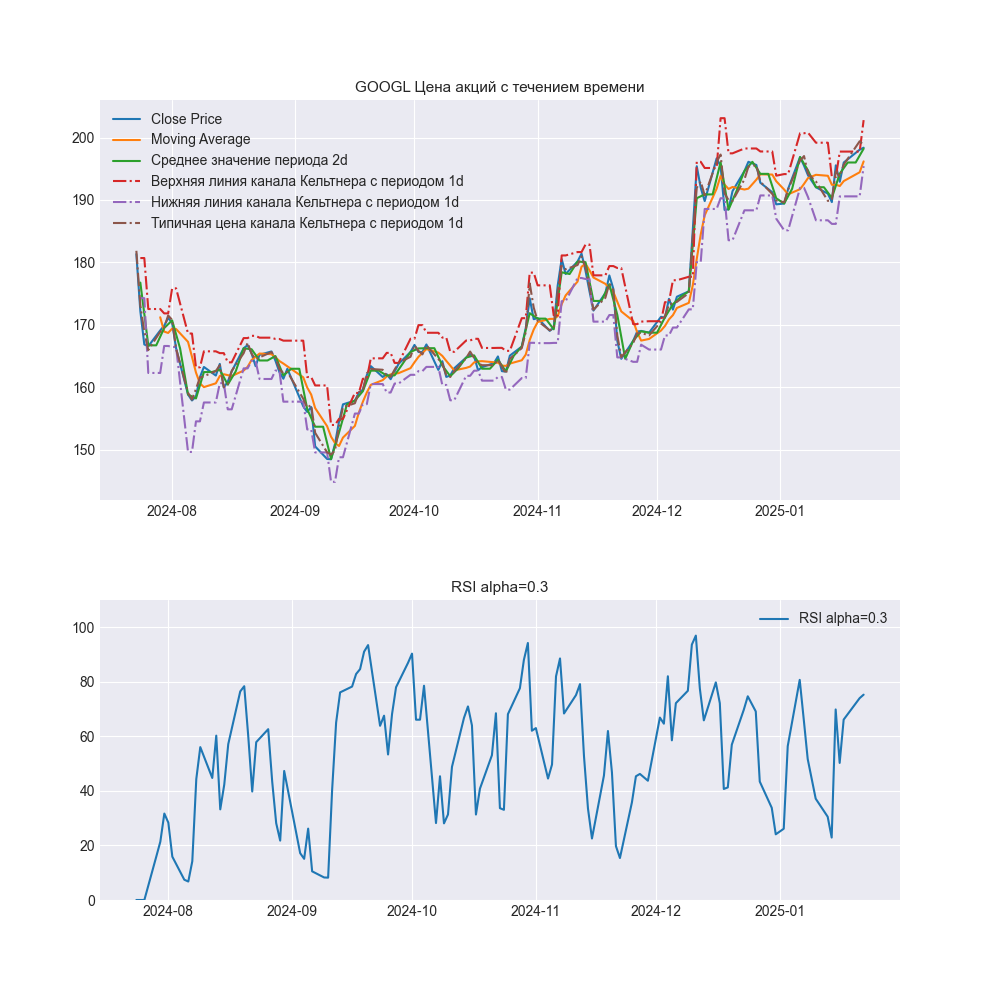 GOOGL Цена акций с течением времени
Close Price
Moving Average
Среднее значение периода 2d
Верхняя линия канала Кельтнера с периодом 1d
Нижняя линия канала Кельтнера с периодом 1d
Типичная цена канала Кельтнера с периодом 1d
200
190
180
170
160
150
2024-08 2024-09 2024-10 2024-11 2024-12 2025-01
RSI alpha=0.3
RSI alpha=0.3
100
80
60
40
20
0
2024-08 2024-09 2024-10 2024-11 2024-12 2025-01